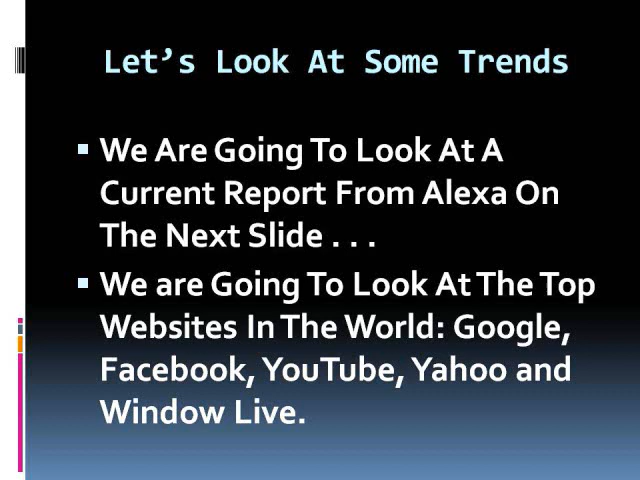 Let’s Look At Some Trends
We Are Going To Look At A
Current Report From Alexa On
The Next Slide . . .
We are Going To Look At The Top
Websites In The World: Google,
Facebook, YouTube, Yahoo and
Window Live.